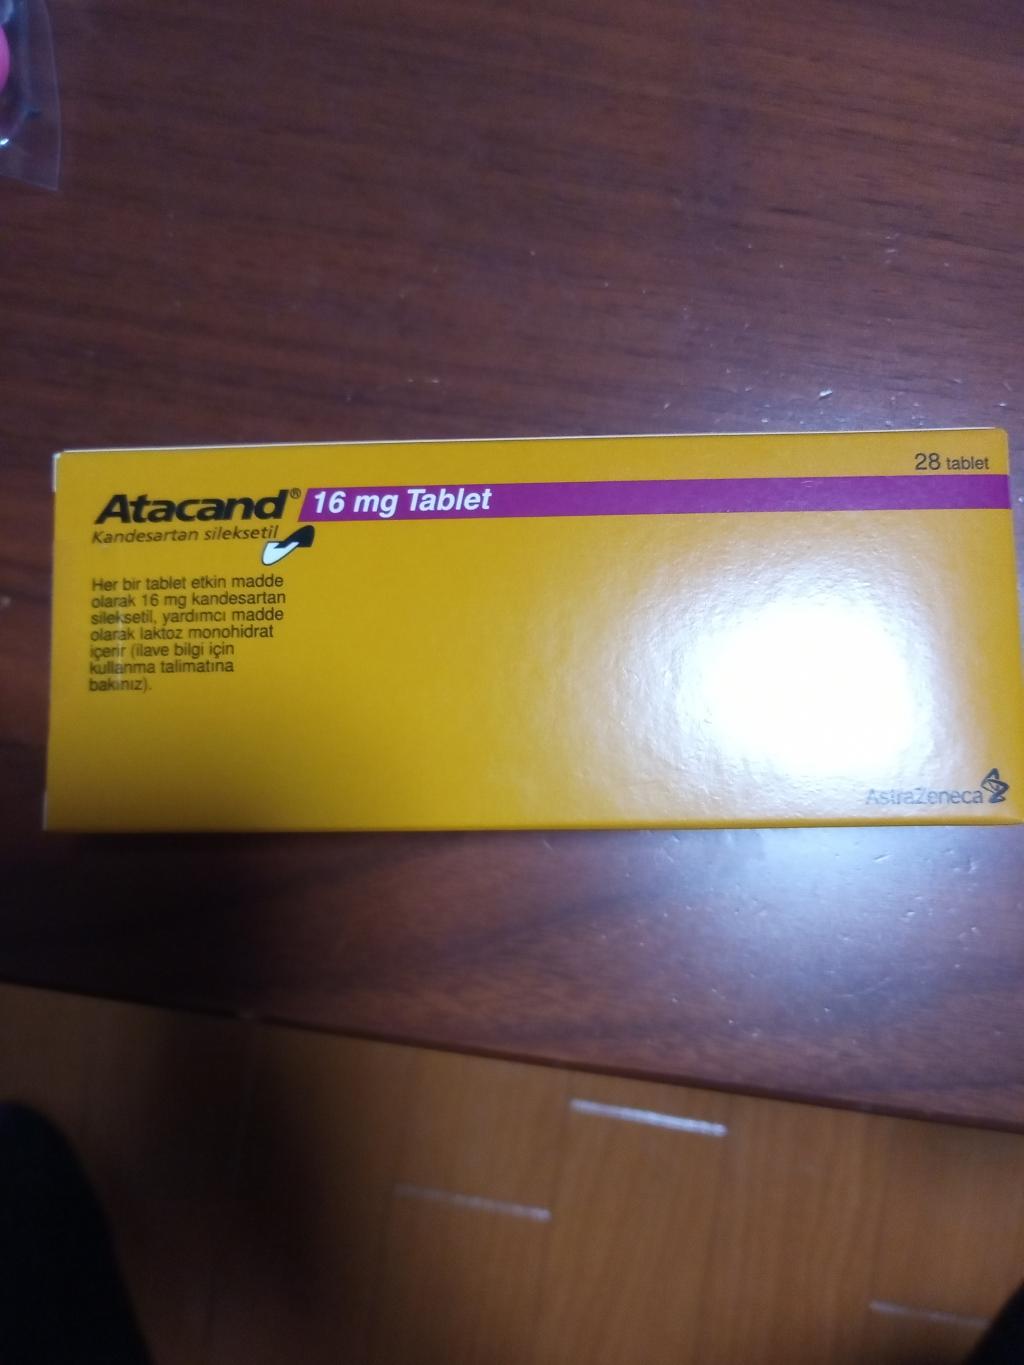 28 tablet
Atacand® 16 mg Tablet
Kandesartan sileksetil
Her bir tablet etkin madde
olarak 16 mg kandesartan
sileksetil, yardımcı madde
olarak laktoz monohidrat
içerir (ilave bilgi için
kullanma talimatına
bakınız).
AstraZeneca